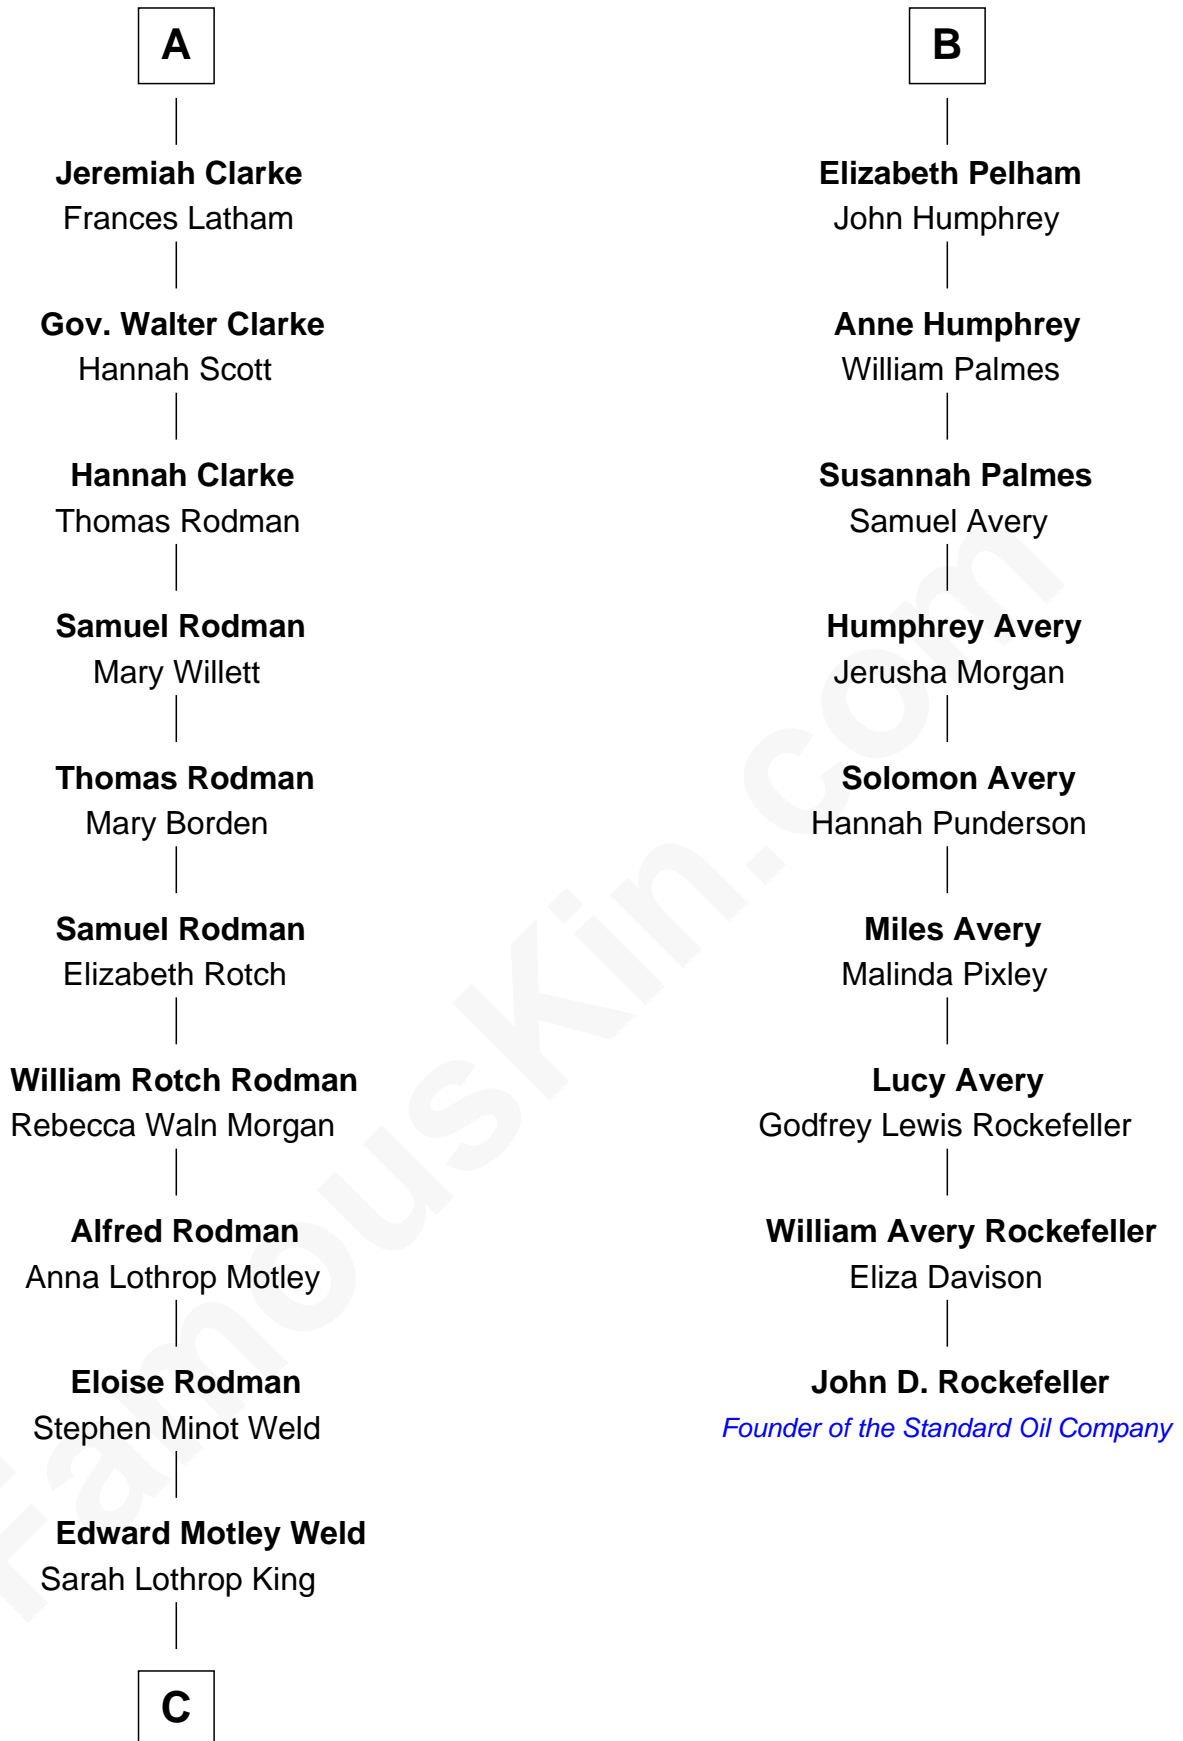 A
Jeremiah Clarke
Frances Latham
Gov. Walter Clarke
Hannah Scott
Hannah Clarke
Thomas Rodman
Samuel Rodman
Mary Willett
Thomas Rodman
Mary Borden
Samuel Rodman
Elizabeth Rotch
William Rotch Rodman
Rebecca Waln Morgan
Alfred Rodman
Anna Lothrop Motley
Eloise Rodman
Stephen Minot Weld
Edward Motley Weld
Sarah Lothrop King
C
B
Elizabeth Pelham
John Humphrey
Anne Humphrey
William Palmes
Susannah Palmes
Samuel Avery
Humphrey Avery
Jerusha Morgan
Solomon Avery
Hannah Punderson
Miles Avery
Malinda Pixley
Lucy Avery
Godfrey Lewis Rockefeller
William Avery Rockefeller
Eliza Davison
John D. Rockefeller
Founder of the Standard Oil Company
FamousKin.com